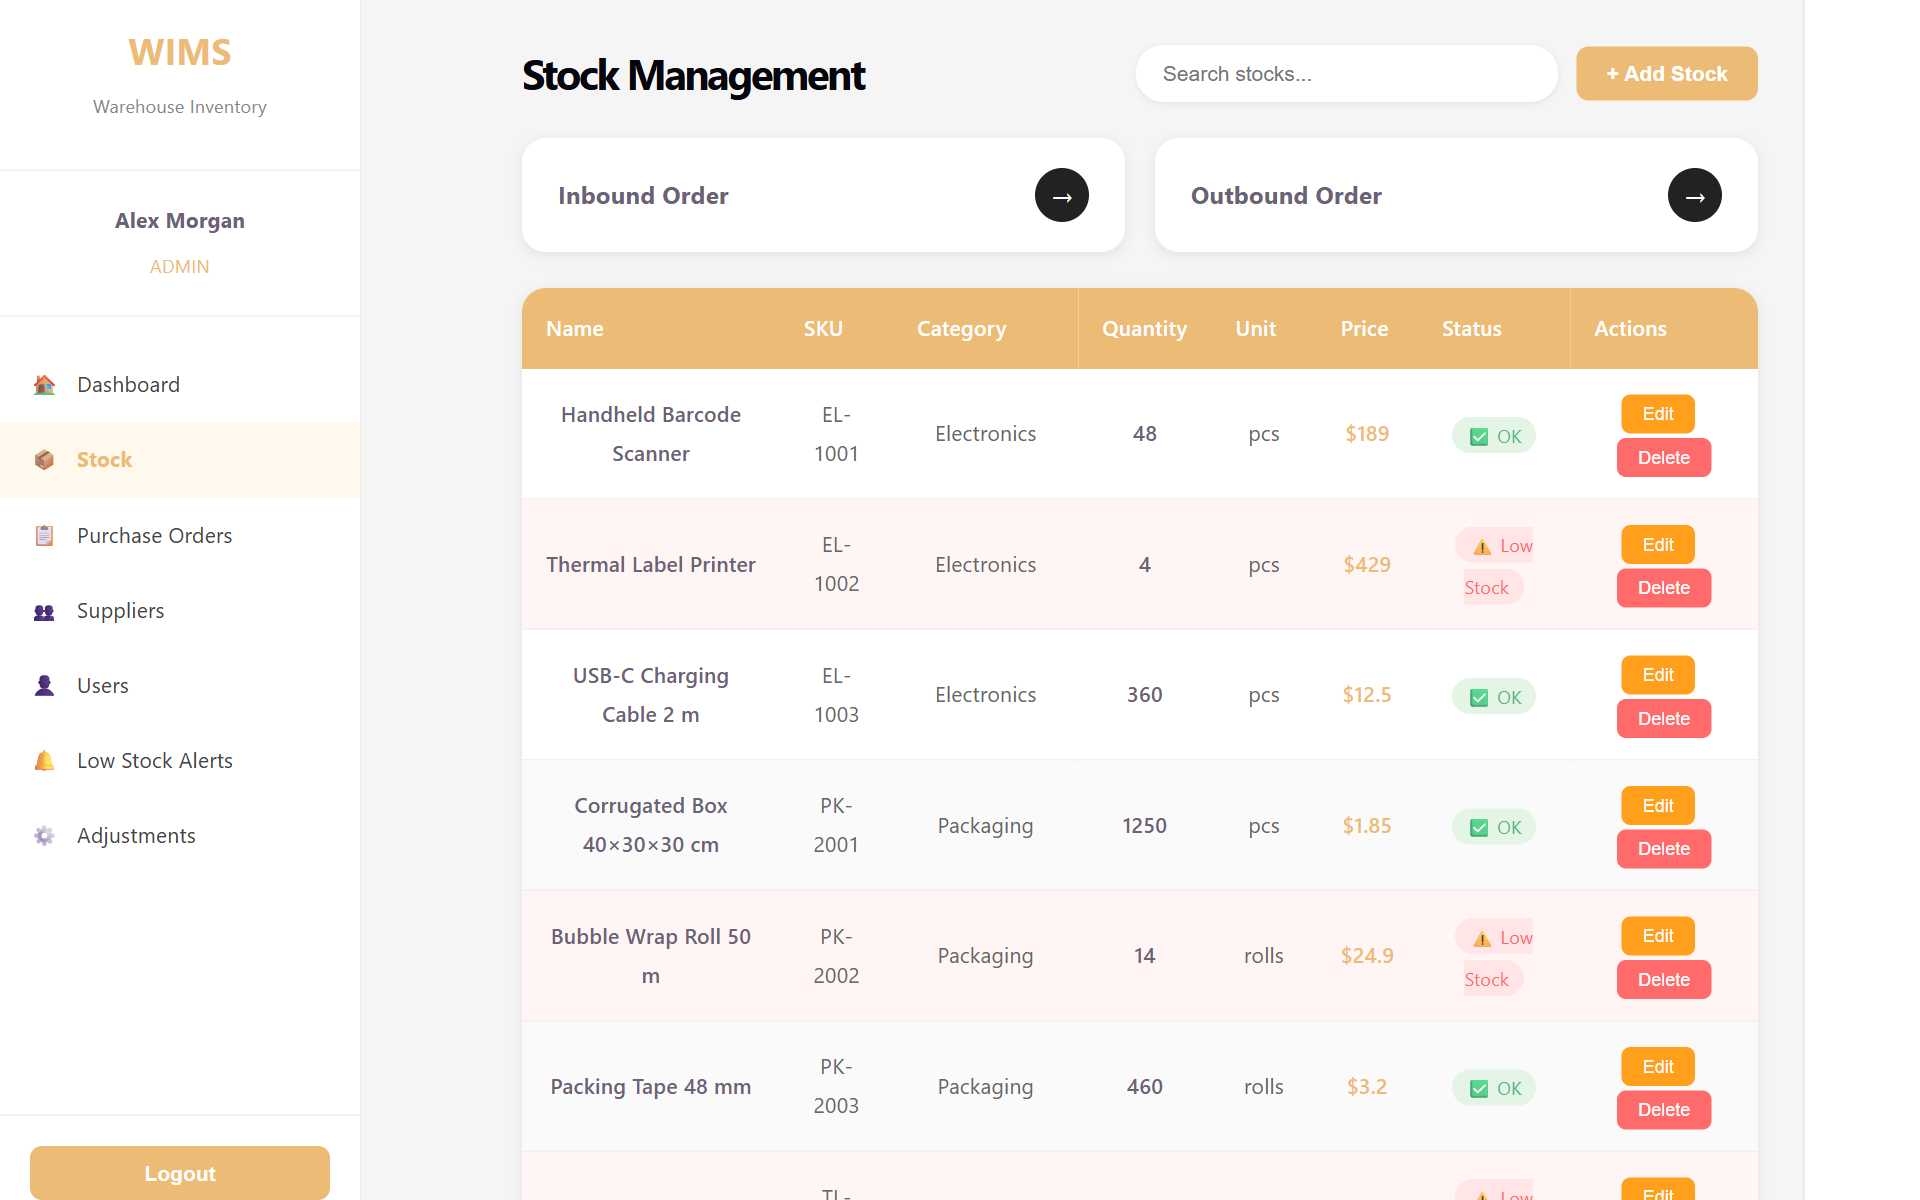 WIMS
Warehouse Inventory
Alex Morgan
ADMIN
Dashboard
Stock
Purchase Orders
Suppliers
Users
Low Stock Alerts
Adjustments
Logout
Stock Management
Search stocks...
+ Add Stock
Inbound Order →
Outbound Order →
Name SKU Category Quantity Unit Price Status Actions
Handheld Barcode
Scanner
EL-
1001
Electronics 48 pcs $189 OK
Edit
Delete
Thermal Label Printer
EL-
1002
Electronics 4 pcs $429
Low
Stock
Edit
Delete
USB-C Charging
Cable 2 m
EL-
1003
Electronics 360 pcs $12.5 OK
Edit
Delete
Corrugated Box
40×30×30 cm
PK-
2001
Packaging 1250 pcs $1.85 OK
Edit
Delete
Bubble Wrap Roll 50
m
PK-
2002
Packaging 14 rolls $24.9
Low
Stock
Edit
Delete
Packing Tape 48 mm
PK-
2003
Packaging 460 rolls $3.2 OK
Edit
Delete
TL-
Low
Edit